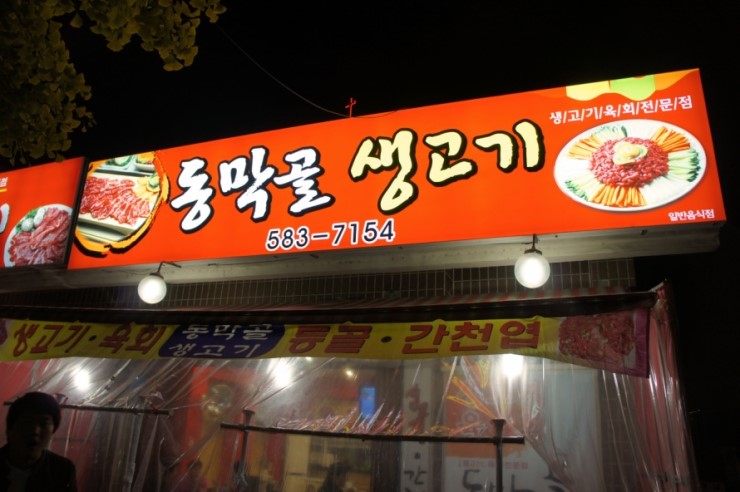 생/고/기/육/회/전/문/점
동막골 생고기
583-7154
일반음식점
생고기·육회 동막골 생고기 등골·간천엽